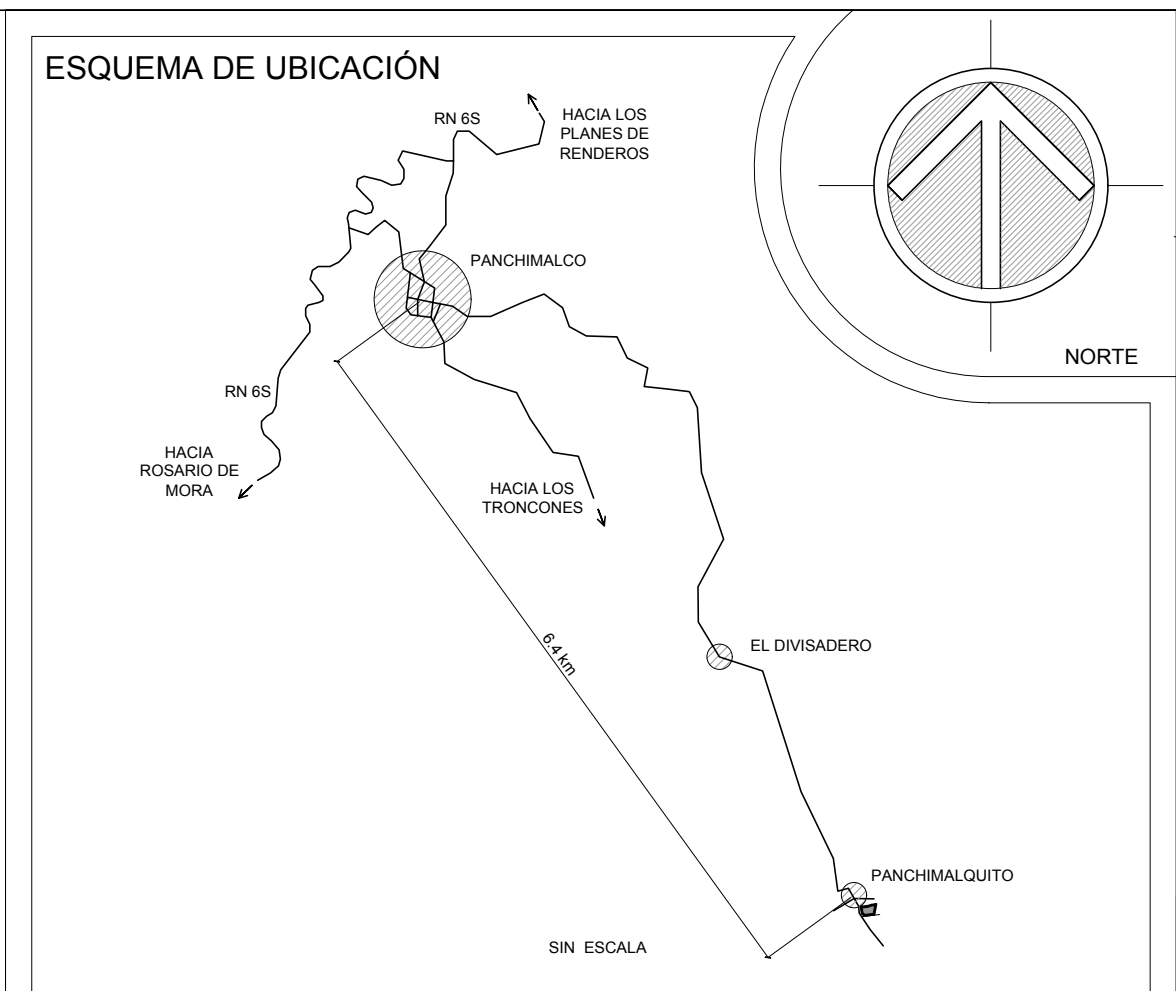 ESQUEMA DE UBICACIÓN
RN 6S
HACIA LOS
PLANES DE
RENDEROS
PANCHIMALCO
NORTE
RN 6S
HACIA
ROSARIO DE
MORA
HACIA LOS
TRONCONES
6.4 km
EL DIVISADERO
PANCHIMALQUITO
SIN ESCALA